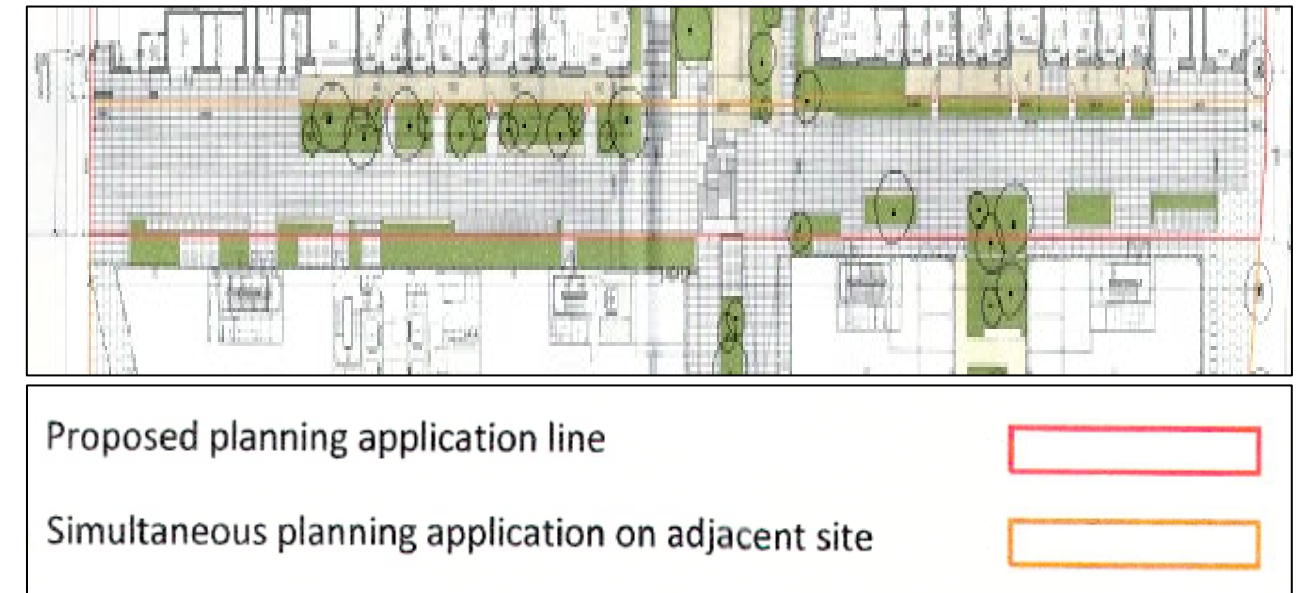 Proposed planning application line
Simultaneous planning application on adjacent site